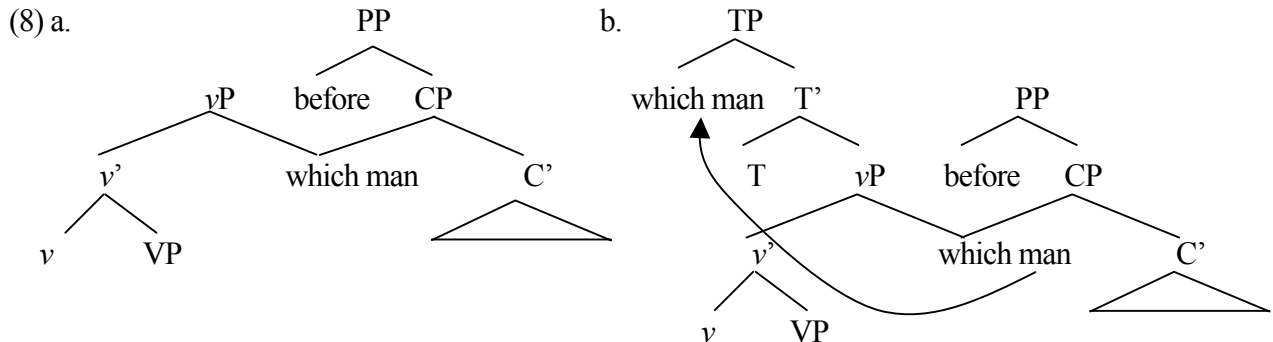 (8) a. PP b. TP
vP before CP which man T’ PP
v’ which man C’ T vP before CP
v VP v’ which man C’
v VP